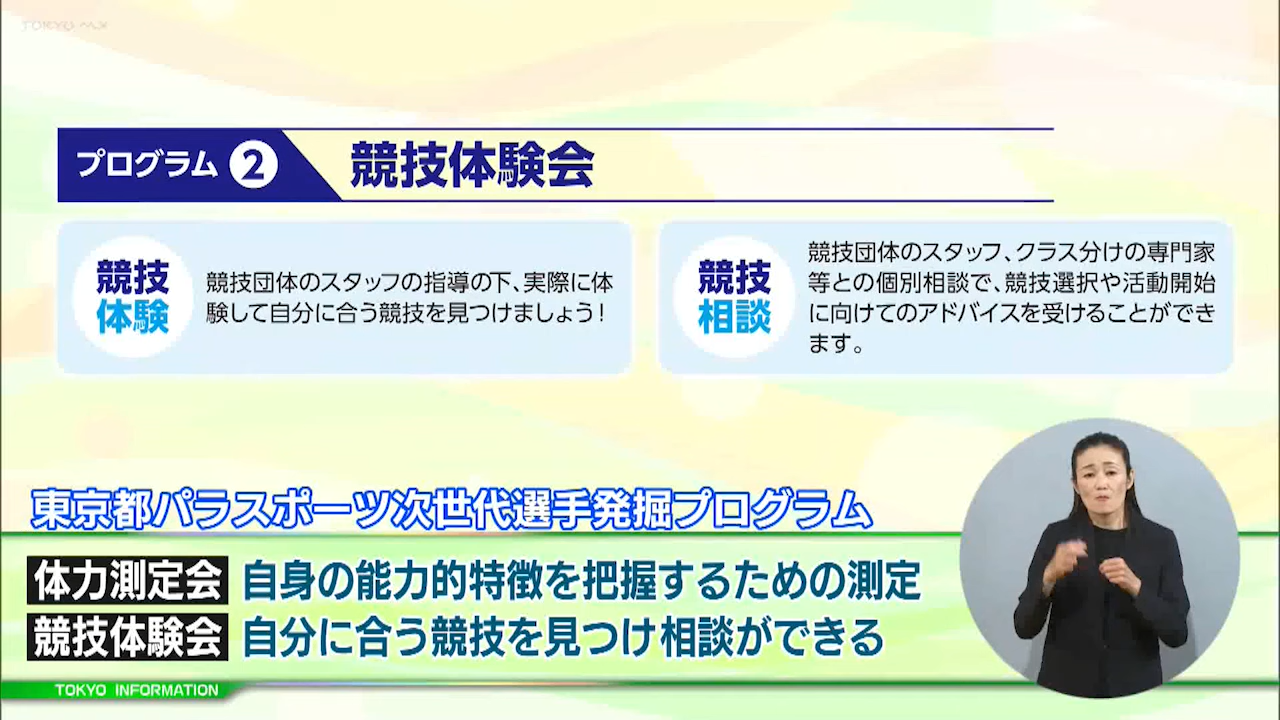 TOKYO MX
プログラム 2 競技体験会
競技
体験
競技団体のスタッフの指導の下、実際に体
験して自分に合う競技を見つけましょう!
競技
相談
競技団体のスタッフ、クラス分けの専門家
等との個別相談で、競技選択や活動開始
に向けてのアドバイスを受けることができ
ます。
東京都パラスポーツ次世代選手発掘プログラム
体力測定会 自身の能力的特徴を把握するための測定
競技体験会 自分に合う競技を見つけ相談ができる
TOKYO INFORMATION